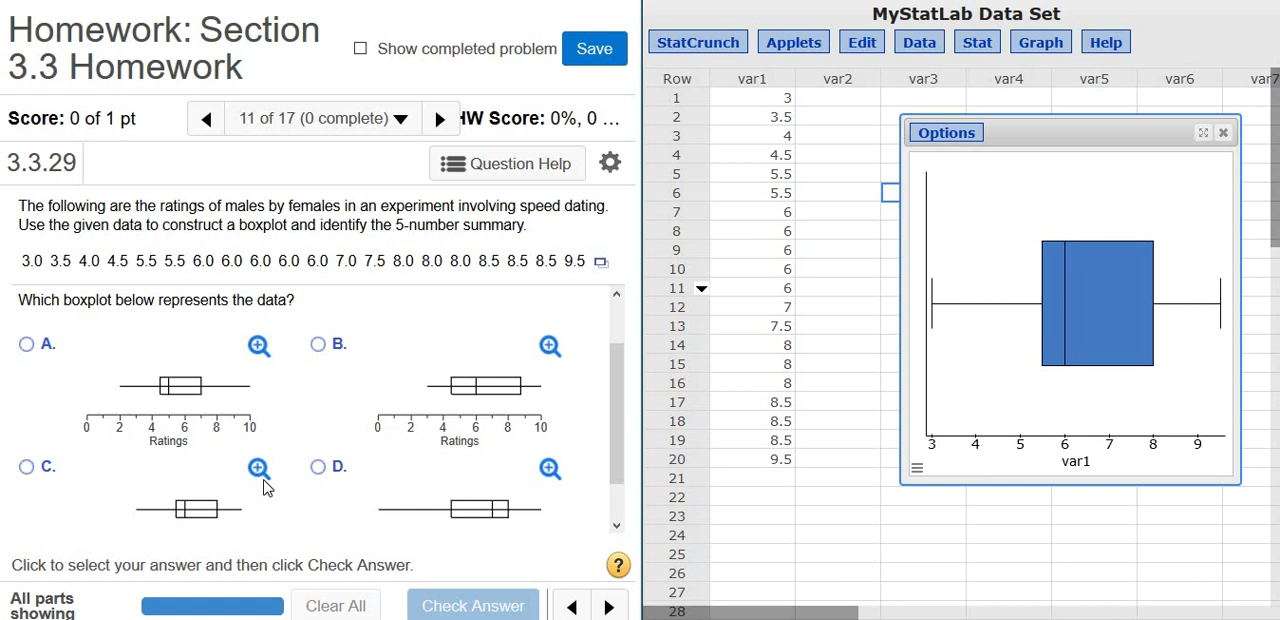 Homework: Section
3.3 Homework
Show completed problem
Save
Score: 0 of 1 pt
11 of 17 (0 complete)
HW Score: 0%, 0 ...
3.3.29
Question Help
The following are the ratings of males by females in an experiment involving speed dating.
Use the given data to construct a boxplot and identify the 5-number summary.
3.0 3.5 4.0 4.5 5.5 5.5 6.0 6.0 6.0 6.0 6.0 7.0 7.5 8.0 8.0 8.0 8.5 8.5 8.5 9.5
Which boxplot below represents the data?
A.
B.
0 2 4 6 8 10
Ratings
0 2 4 6 8 10
Ratings
C.
D.
Click to select your answer and then click Check Answer.
?
All parts
showing
Clear All
Check Answer
MyStatLab Data Set
StatCrunch Applets Edit Data Stat Graph Help
Row var1 var2 var3 var4 var5 var6 var7
1 3
2 3.5
3 4
4 4.5
5 5.5
6 5.5
7 6
8 6
9 6
10 6
11 6
12 7
13 7.5
14 8
15 8
16 8
17 8.5
18 8.5
19 8.5
20 9.5
21
22
23
24
25
26
27
28
Options
3 4 5 6 7 8 9
var1